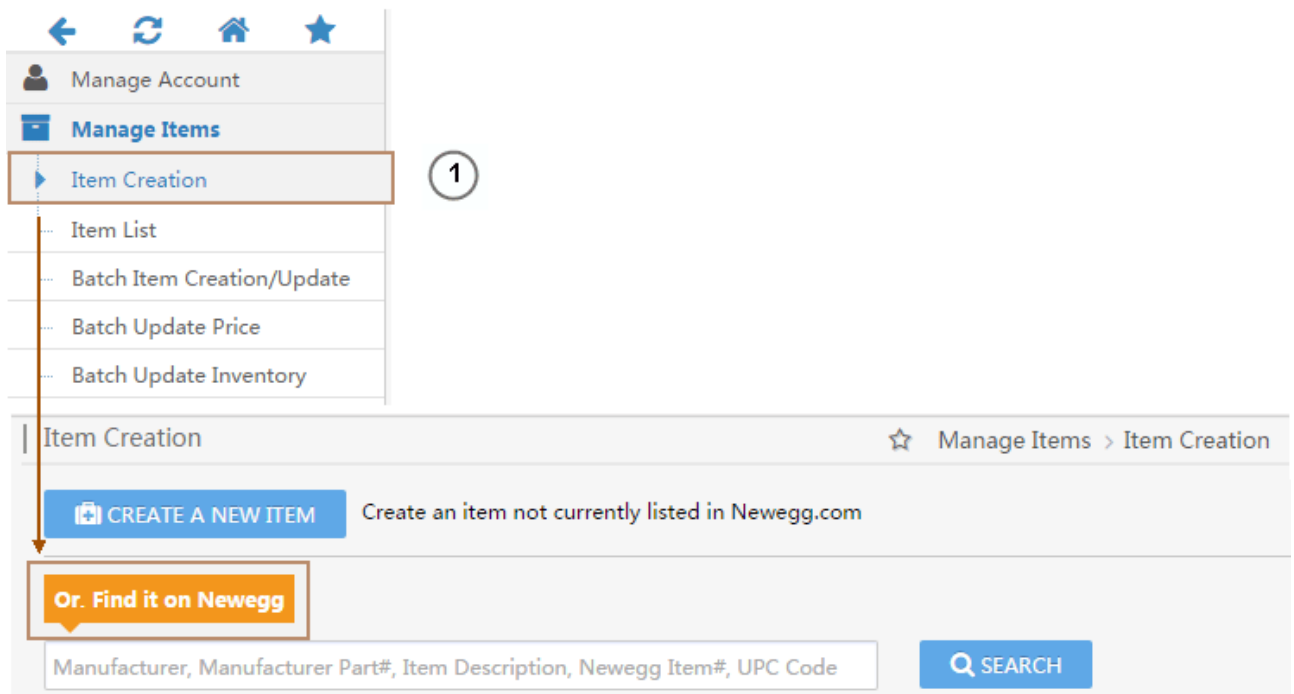 Manage Account
Manage Items
Item Creation
1
Item List
Batch Item Creation/Update
Batch Update Price
Batch Update Inventory
Item Creation
Manage Items > Item Creation
CREATE A NEW ITEM
Create an item not currently listed in Newegg.com
Or. Find it on Newegg
Manufacturer, Manufacturer Part#, Item Description, Newegg Item#, UPC Code
SEARCH